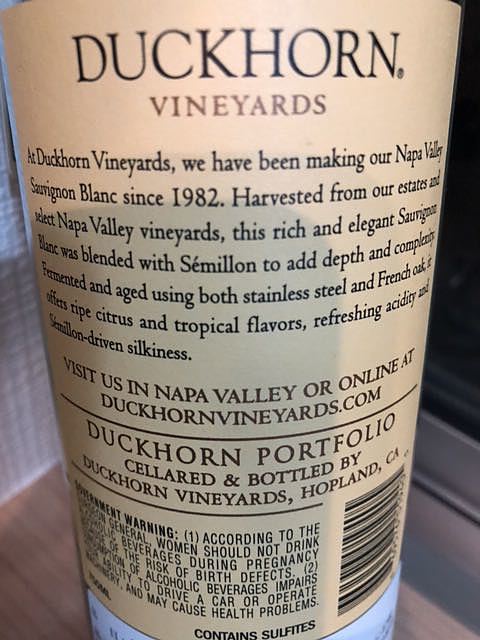 DUCKHORN®
VINEYARDS
At Duckhorn Vineyards, we have been making our Napa Valley
Sauvignon Blanc since 1982. Harvested from our estates and
select Napa Valley vineyards, this rich and elegant Sauvignon
Blanc was blended with Sémillon to add depth and complexity.
Fermented and aged using both stainless steel and French oak, it
offers ripe citrus and tropical flavors, refreshing acidity and
Sémillon-driven silkiness.
VISIT US IN NAPA VALLEY OR ONLINE AT
DUCKHORNVINEYARDS.COM
DUCKHORN PORTFOLIO
CELLARED & BOTTLED BY
DUCKHORN VINEYARDS, HOPLAND, CA
GOVERNMENT WARNING: (1) ACCORDING TO THE
GENERAL, WOMEN SHOULD NOT DRINK
BEVERAGES DURING PREGNANCY
OF THE RISK OF BIRTH DEFECTS. (2)
OF ALCOHOLIC BEVERAGES IMPAIRS
ABILITY TO DRIVE A CAR OR OPERATE
AND MAY CAUSE HEALTH PROBLEMS.
CONTAINS SULFITES